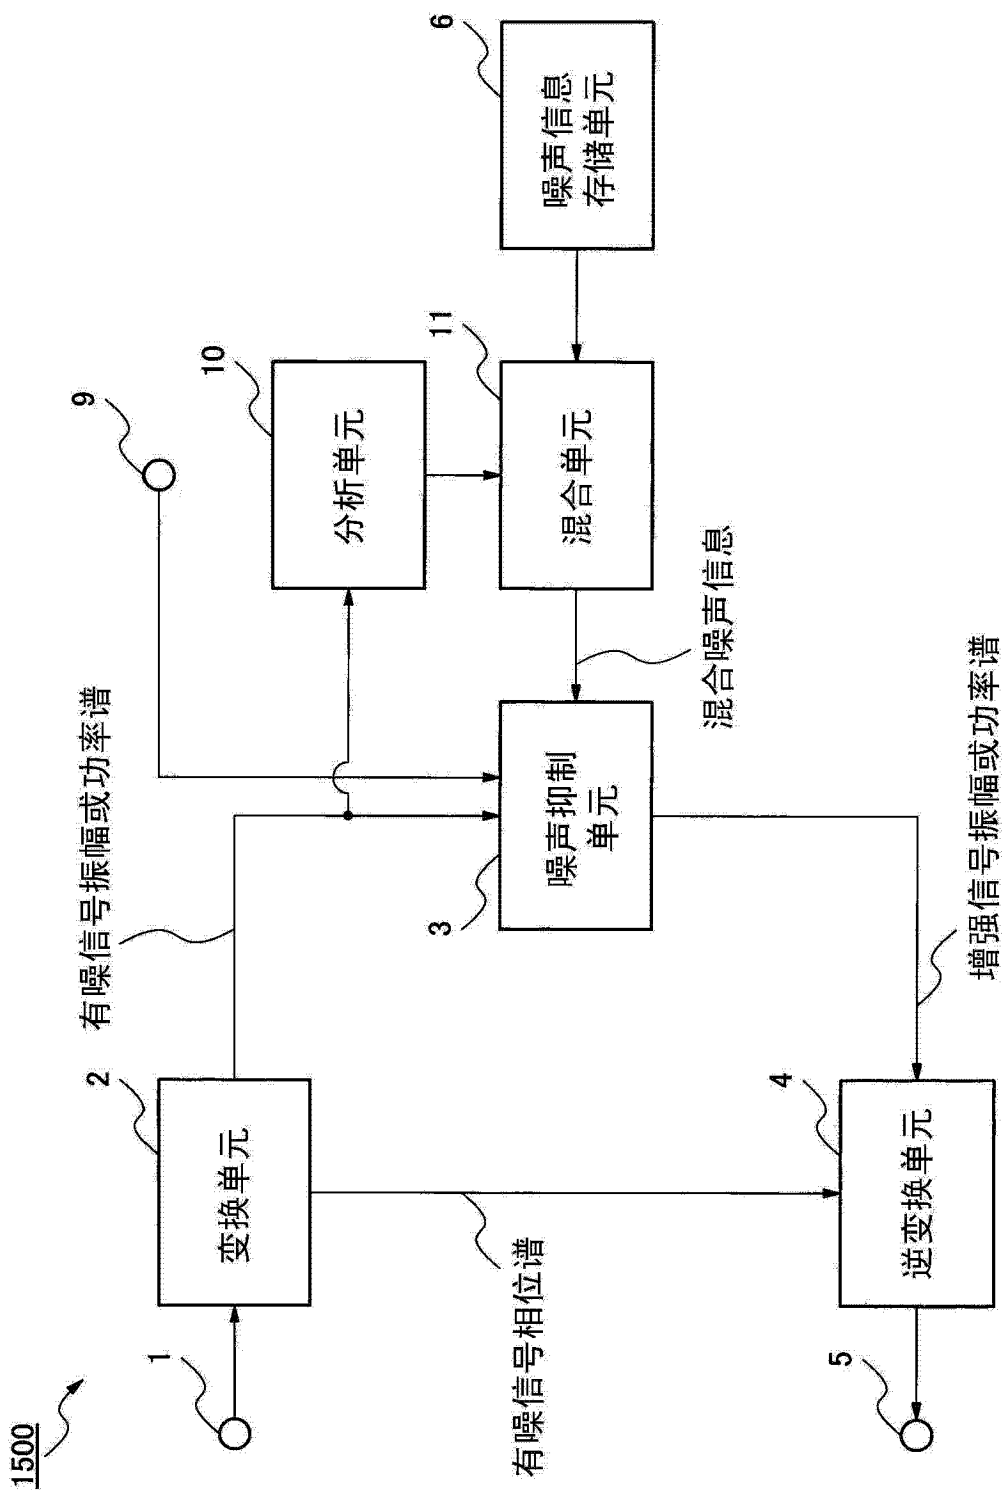 1500
1
变换单元
2
有噪信号振幅或功率谱
9
分析单元
10
有噪信号相位谱
噪声抑制
单元
3
混合噪声信息
混合单元
11
噪声信息
存储单元
6
5
逆变换单元
4
增强信号振幅或功率谱